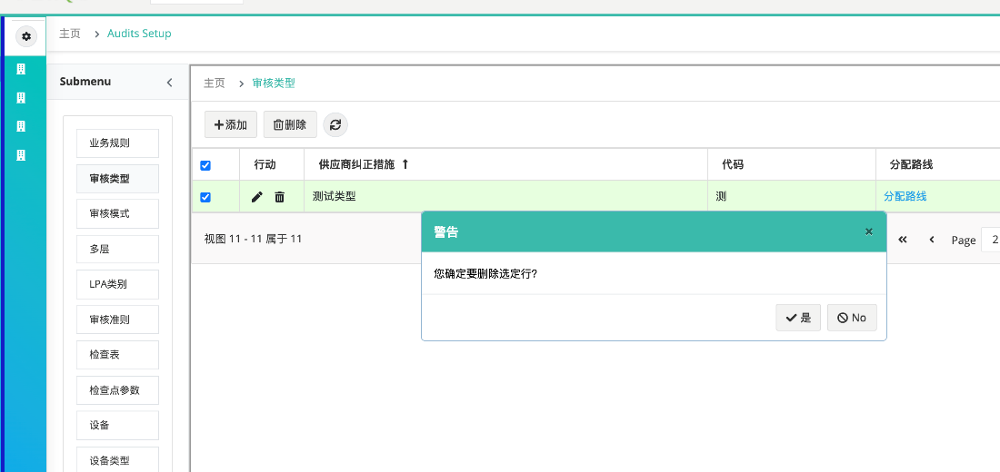 主页 Audits Setup
Submenu
业务规则
审核类型
审核模式
多层
LPA类别
审核准则
检查表
检查点参数
设备
设备类型
主页 审核类型
添加 删除
行动 供应商纠正措施 代码 分配路线
测试类型 测 分配路线
视图 11 - 11 属于 11
Page 2
警告 ×
您确定要删除选定行?
是 No